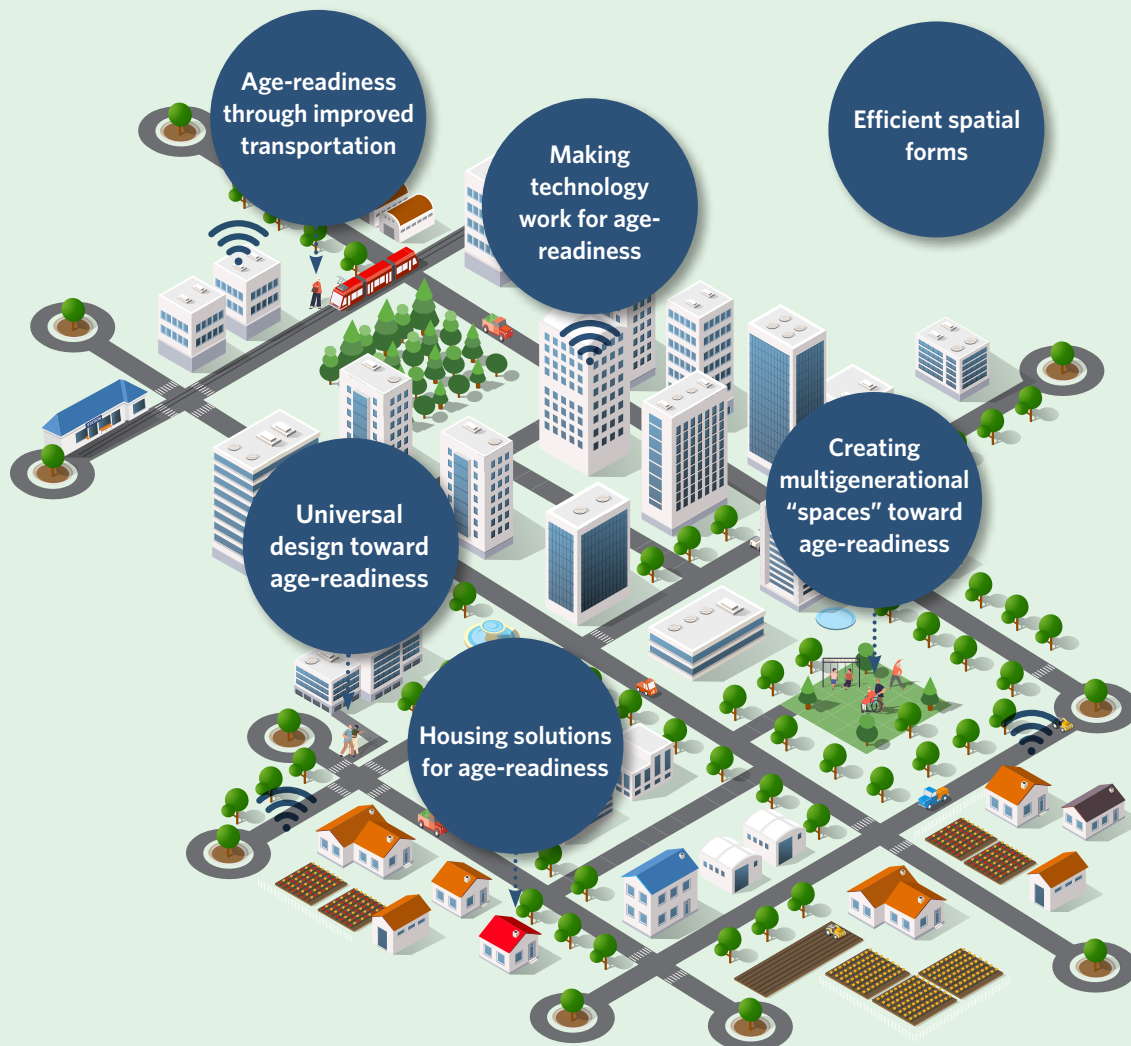 Age-readiness
through improved
transportation
Making
technology
work for age-
readiness
Efficient spatial
forms
Creating
multigenerational
“spaces” toward
age-readiness
Universal
design toward
age-readiness
Housing solutions
for age-readiness